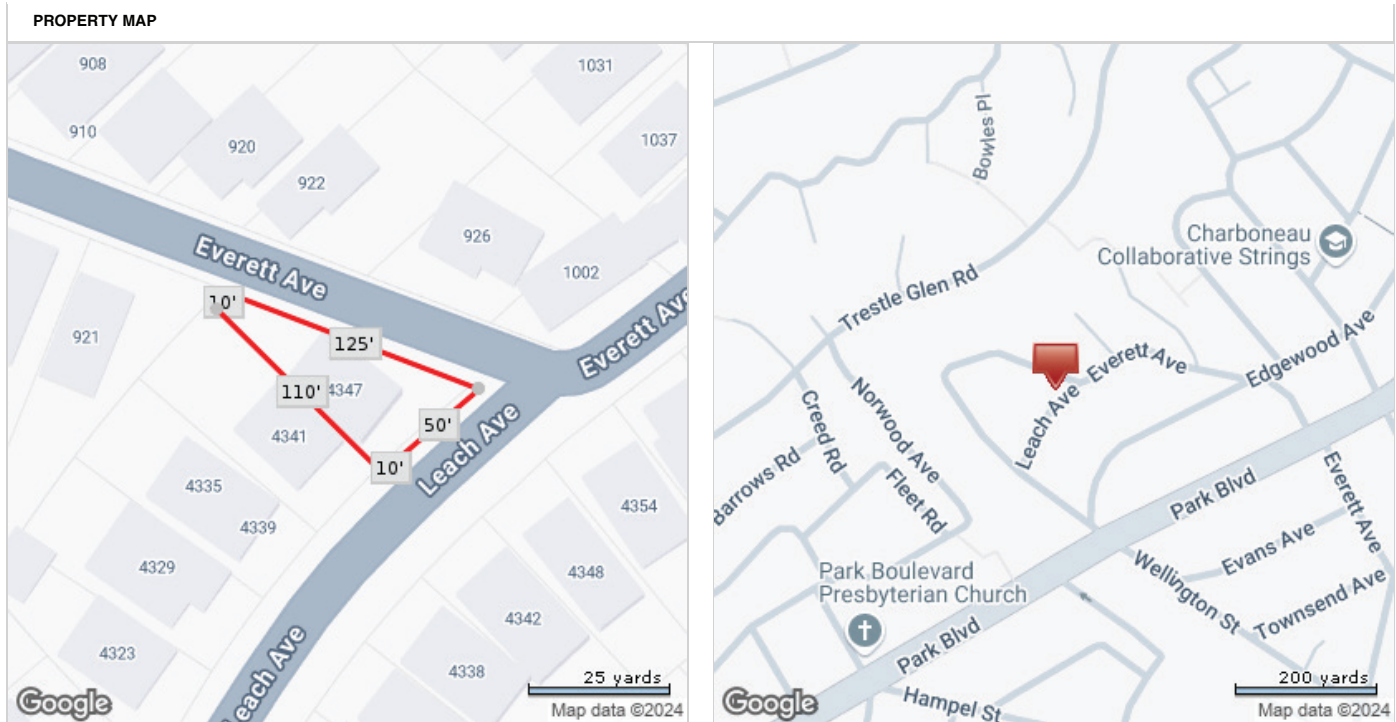 PROPERTY MAP
908
910
920
922
926
1002
1031
1037
Everett Ave
Everett Ave
921
10'
125'
110'
4347
50'
10'
4341
Leach Ave
4335
4339
4329
4323
4354
4348
4342
4338
Leach Ave
25 yards
Google
Map data ©2024
Bowles Pl
Charboneau
Collaborative Strings
Trestle Glen Rd
Everett Ave
Edgewood Ave
Leach Ave
Norwood Ave
Creed Rd
Barrows Rd
Fleet Rd
Park Blvd
Everett Ave
Evans Ave
Wellington St
Townsend Ave
Park Boulevard
Presbyterian Church
Park Blvd
Hampel St
200 yards
Google
Map data ©2024